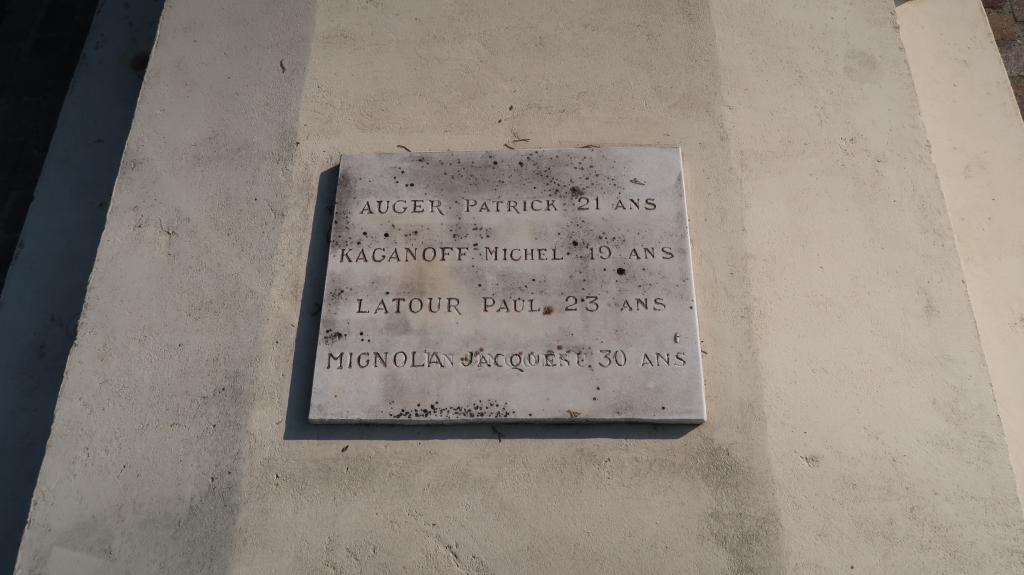 AUGER PATRICK 21 ANS
KAGANOFF MICHEL 19 ANS
LATOUR PAUL 23 ANS
MIGNOLAN JACQUES 30 ANS